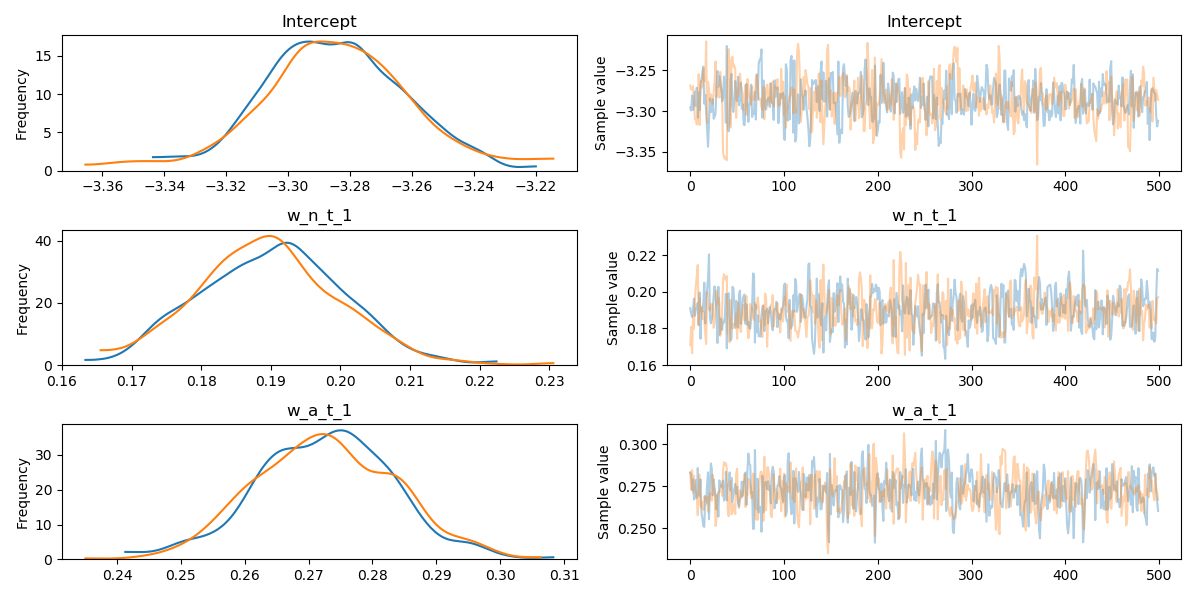 Intercept
Frequency
15
10
5
0
−3.36 −3.34 −3.32 −3.30 −3.28 −3.26 −3.24 −3.22
Intercept
Sample value
−3.25
−3.30
−3.35
0 100 200 300 400 500
w_n_t_1
Frequency
40
20
0
0.16 0.17 0.18 0.19 0.20 0.21 0.22 0.23
w_n_t_1
Sample value
0.22
0.20
0.18
0.16
0 100 200 300 400 500
w_a_t_1
Frequency
30
20
10
0
0.24 0.25 0.26 0.27 0.28 0.29 0.30 0.31
w_a_t_1
Sample value
0.300
0.275
0.250
0 100 200 300 400 500